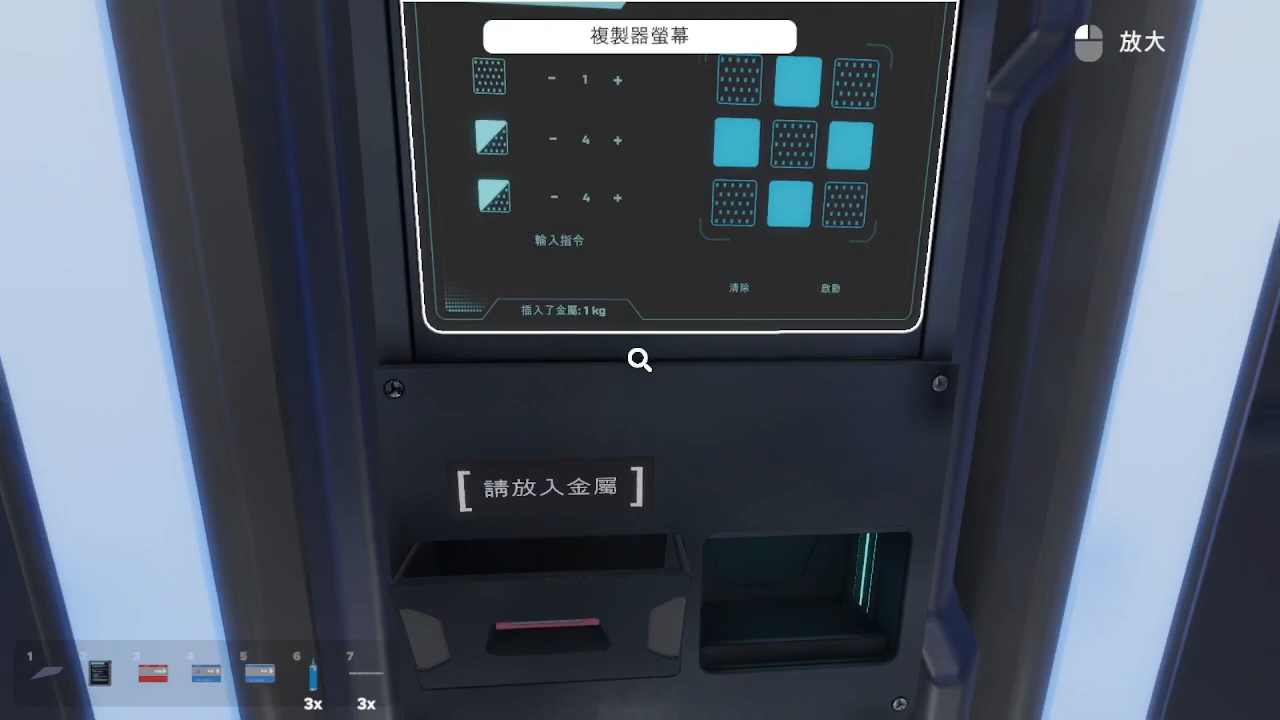 複製器螢幕
放大
- 1 +
- 4 +
- 4 +
輸入指令
清除
啟動
插入了金屬: 1 kg
[ 請放入金屬 ]
1 2 3 4 5 6 7
3x 3x